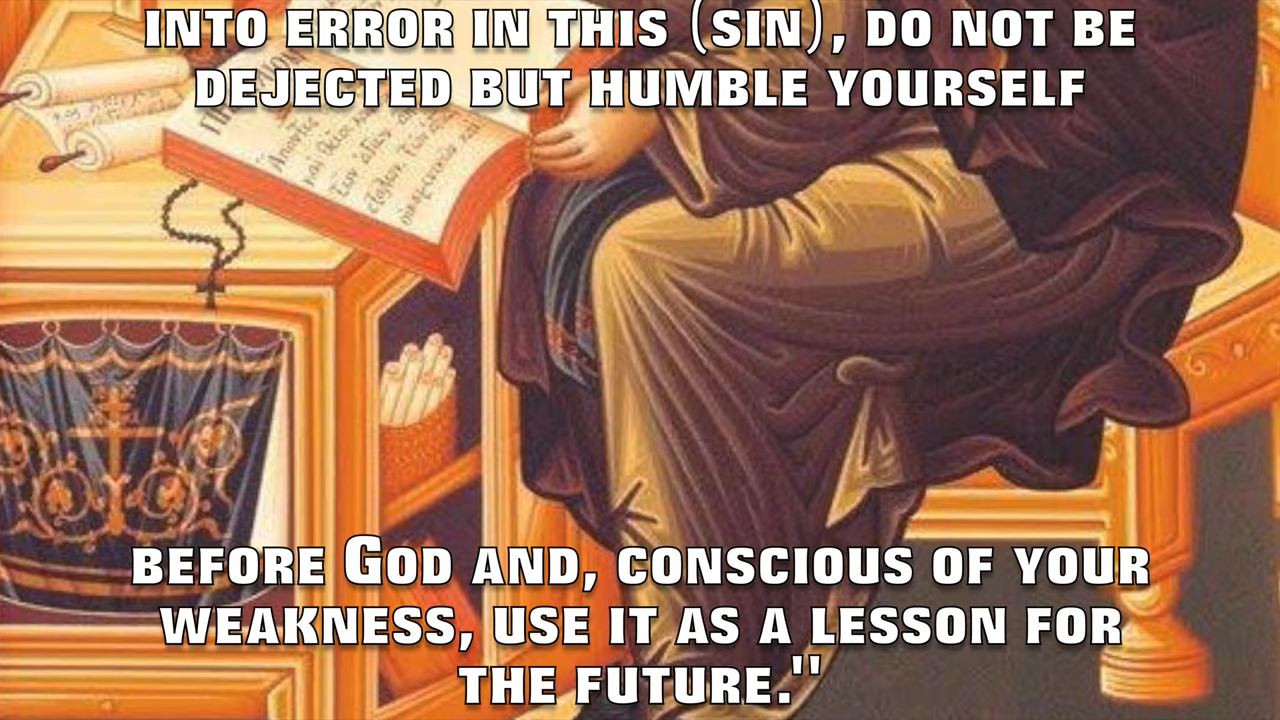 INTO ERROR IN THIS (SIN), DO NOT BE
DEJECTED BUT HUMBLE YOURSELF
BEFORE GOD AND, CONSCIOUS OF YOUR
WEAKNESS, USE IT AS A LESSON FOR
THE FUTURE."